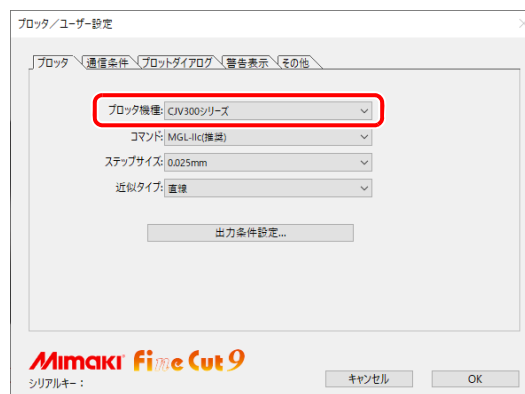 プロッタ／ユーザー設定
プロッタ 通信条件 プロットダイアログ 警告表示 その他
プロッタ機種: CJV300シリーズ
コマンド: MGL-IIc(推奨)
ステップサイズ: 0.025mm
近似タイプ: 直線
出力条件設定...
Mimaki Fine Cut 9
シリアルキー：
キャンセル OK